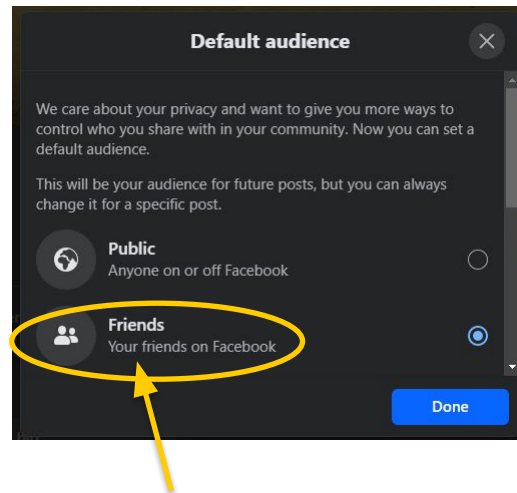 Default audience
We care about your privacy and want to give you more ways to
control who you share with in your community. Now you can set a
default audience.
This will be your audience for future posts, but you can always
change it for a specific post.
Public
Anyone on or off Facebook
Friends
Your friends on Facebook
Done